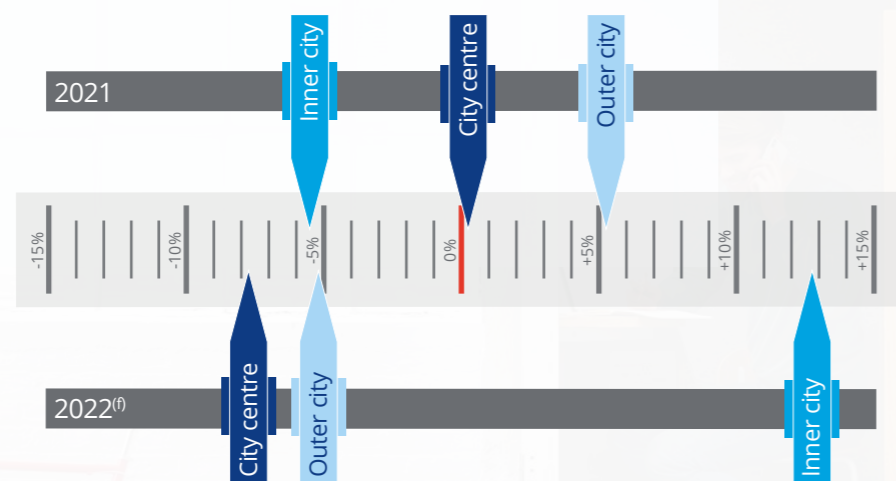 Inner city
City centre
Outer city
2021
-15%
-10%
-5%
0%
+5%
+10%
+15%
2022(f)
City centre
Outer city
Inner city